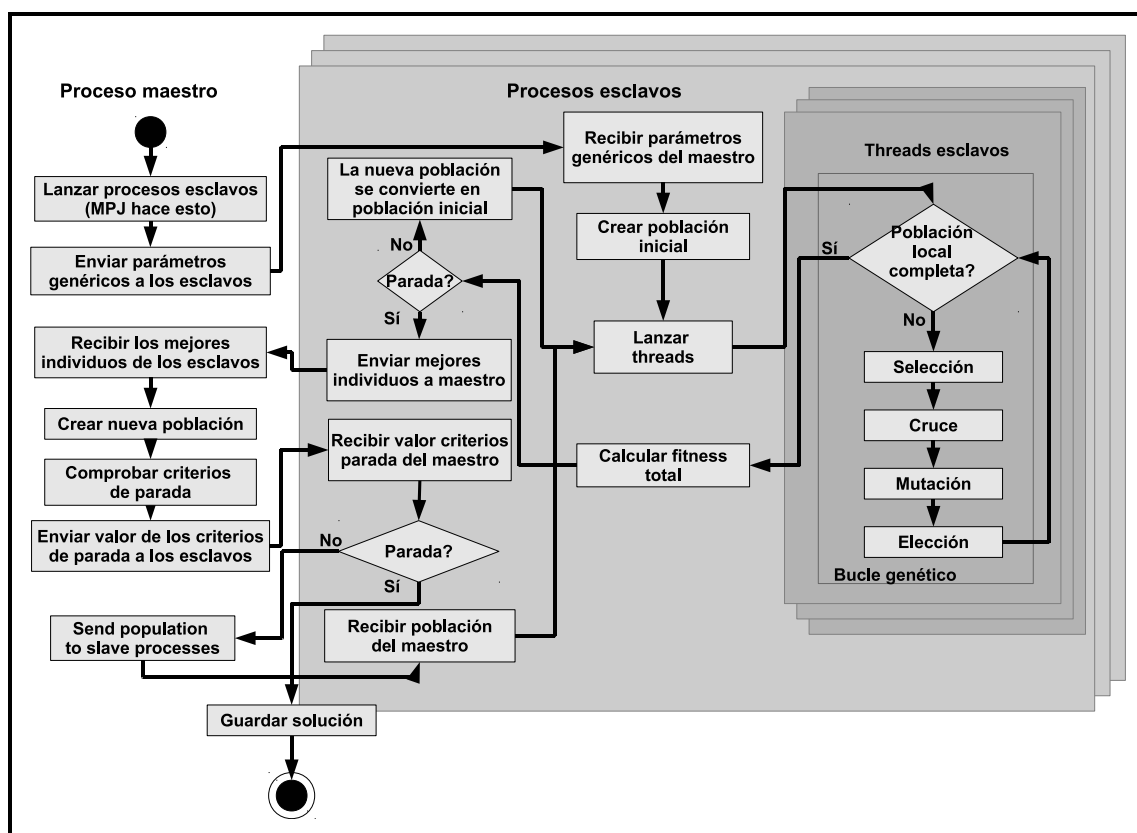 Proceso maestro
Lanzar procesos esclavos
(MPJ hace esto)
Enviar parámetros
genéricos a los esclavos
Recibir los mejores
individuos de los esclavos
Crear nueva población
Comprobar criterios
de parada
Enviar valor de los criterios
de parada a los esclavos
Send population
to slave processes
Guardar solución
Procesos esclavos
La nueva población
se convierte en
población inicial
No
Parada?
Sí
Enviar mejores
individuos a maestro
Recibir valor criterios
parada del maestro
No
Parada?
Sí
Recibir población
del maestro
Recibir parámetros
genéricos del maestro
Crear población
inicial
Lanzar
threads
Calcular fitness
total
Threads esclavos
Sí
Población
local
completa?
No
Selección
Cruce
Mutación
Elección
Bucle genético